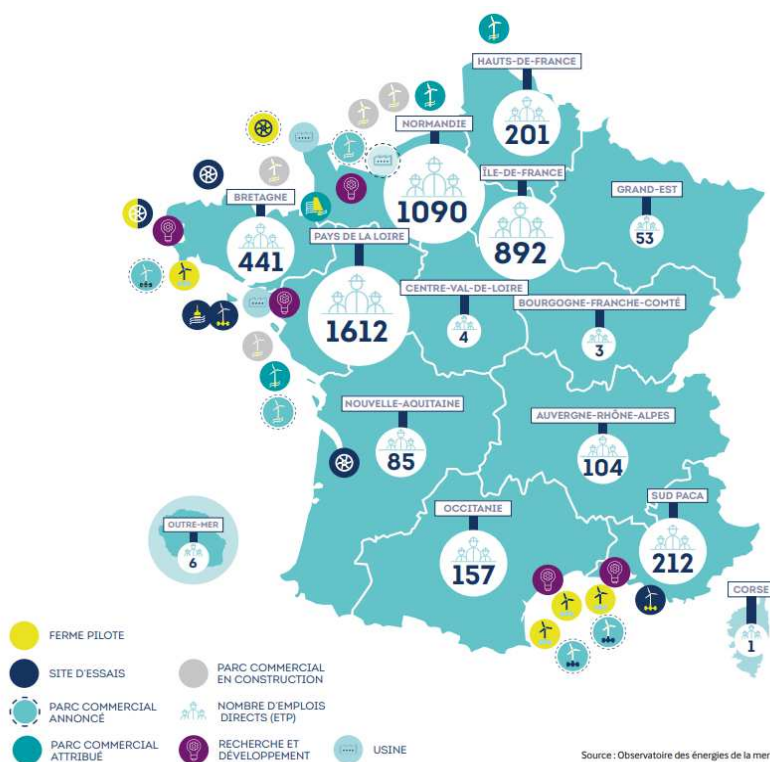 HAUTS-DE-FRANCE
201
NORMANDIE
1090
ÎLE-DE-FRANCE
892
GRAND-EST
53
BRETAGNE
441
PAYS DE LA LOIRE
1612
CENTRE-VAL-DE-LOIRE
4
BOURGOGNE-FRANCHE-COMTÉ
3
NOUVELLE-AQUITAINE
85
AUVERGNE-RHÔNE-ALPES
104
OUTRE-MER
6
OCCITANIE
157
SUD PACA
212
CORSE
1
FERME PILOTE
SITE D'ESSAIS
PARC COMMERCIAL
ANNONCÉ
PARC COMMERCIAL
ATTRIBUÉ
PARC COMMERCIAL
EN CONSTRUCTION
NOMBRE D'EMPLOIS
DIRECTS (ETP)
RECHERCHE ET
DÉVELOPPEMENT
USINE
Source : Observatoire des énergies de la mer